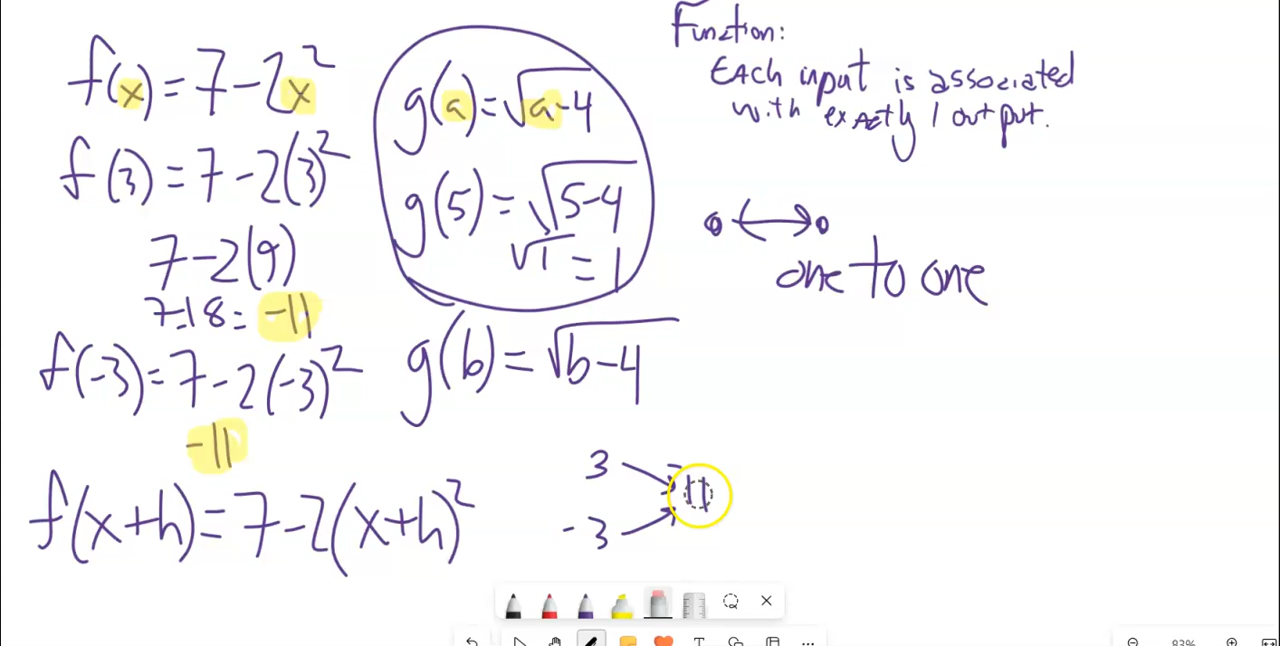 f(x) = 7 - 2x²
f(3) = 7 - 2(3)²
7 - 2(9)
7-18 = -11
f(-3) = 7 - 2(-3)²
-11
f(x+h) = 7 - 2(x+h)²
g(a) = √a-4
g(5) = √5-4
√1 = 1
g(b) = √b-4
3
-3
11
Function:
EACH input is associated
with exactly 1 output.
one to one
83%